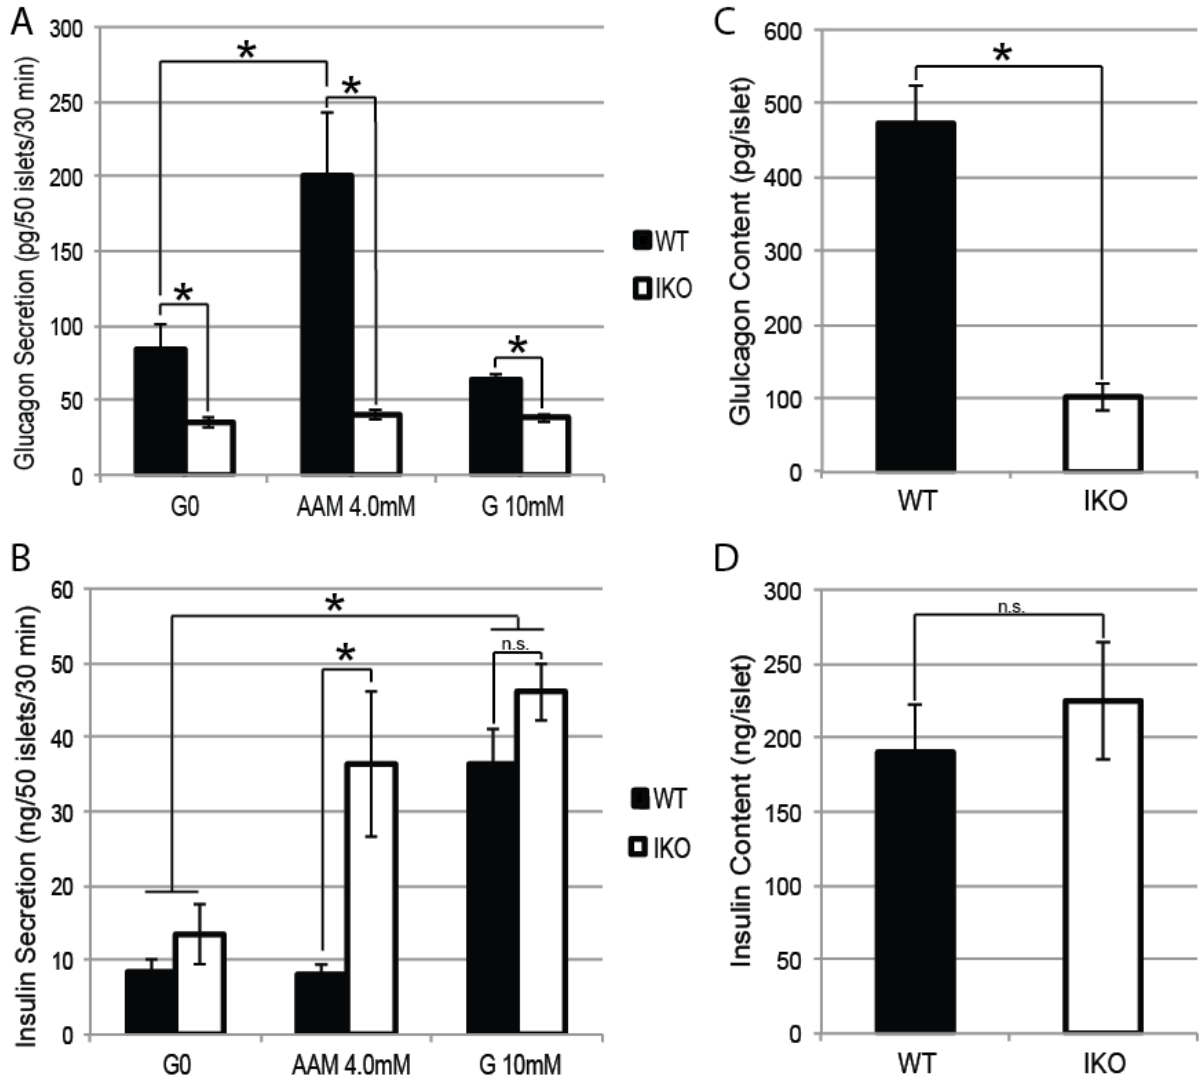 A
Glucagon Secretion (pg/50 islets/30 min)
300
250
200
150
100
50
0
*
*
*
*
G0
AAM 4.0mM
G 10mM
WT
IKO
B
Insulin Secretion (ng/50 islets/30 min)
60
50
40
30
20
10
0
*
*
n.s.
G0
AAM 4.0mM
G 10mM
WT
IKO
C
Glulcagon Content (pg/islet)
600
500
400
300
200
100
0
*
WT
IKO
D
Insulin Content (ng/islet)
300
250
200
150
100
50
0
n.s.
WT
IKO